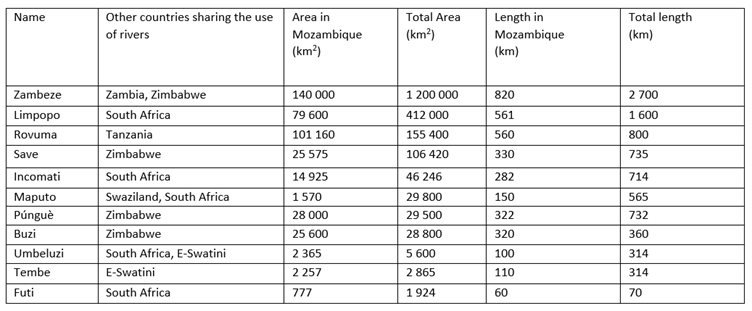 Name Other countries sharing the use of rivers Area in Mozambique (km²) Total Area (km²) Length in Mozambique (km) Total length (km)
Zambeze Zambia, Zimbabwe 140 000 1 200 000 820 2 700
Limpopo South Africa 79 600 412 000 561 1 600
Rovuma Tanzania 101 160 155 400 560 800
Save Zimbabwe 25 575 106 420 330 735
Incomati South Africa 14 925 46 246 282 714
Maputo Swaziland, South Africa 1 570 29 800 150 565
Púnguè Zimbabwe 28 000 29 500 322 732
Buzi Zimbabwe 25 600 28 800 320 360
Umbeluzi South Africa, E-Swatini 2 365 5 600 100 314
Tembe E-Swatini 2 257 2 865 110 314
Futi South Africa 777 1 924 60 70